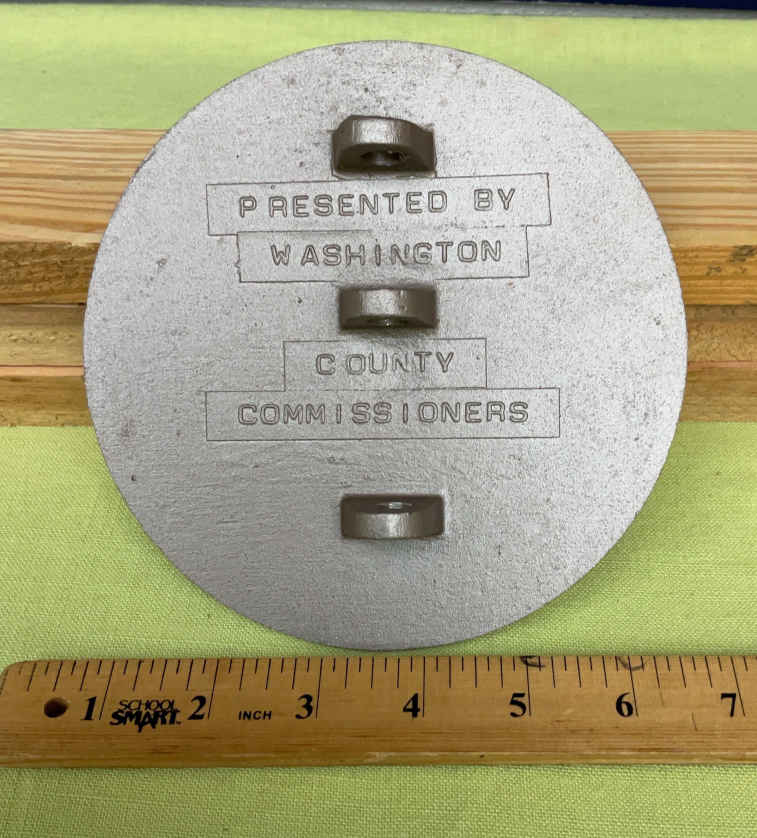 PRESENTED BY
WASHINGTON
COUNTY
COMMISSIONERS
1 SCHOOL SMART. 2 INCH 3 4 5 6 7